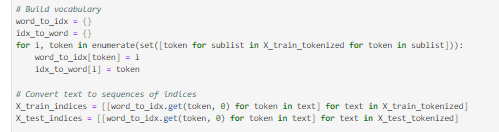 # Build vocabulary
word_to_idx = {}
idx_to_word = {}
for i, token in enumerate(set([token for sublist in X_train_tokenized for token in sublist])):
    word_to_idx[token] = i
    idx_to_word[i] = token

# Convert text to sequences of indices
X_train_indices = [[word_to_idx.get(token, 0) for token in text] for text in X_train_tokenized]
X_test_indices = [[word_to_idx.get(token, 0) for token in text] for text in X_test_tokenized]